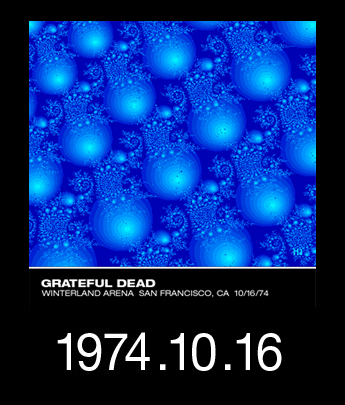 GRATEFUL DEAD
WINTERLAND ARENA SAN FRANCISCO, CA 10/16/74
1974.10.16